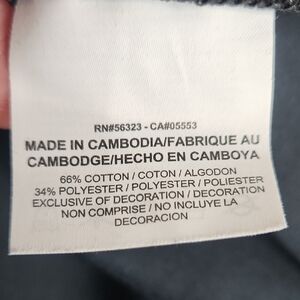 RN#56323 - CA#05553
MADE IN CAMBODIA/FABRIQUE AU
CAMBODGE/HECHO EN CAMBOYA
66% COTTON / COTON / ALGODON
34% POLYESTER / POLYESTER / POLIESTER
EXCLUSIVE OF DECORATION / DECORATION
NON COMPRISE / NO INCLUYE LA
DECORACION